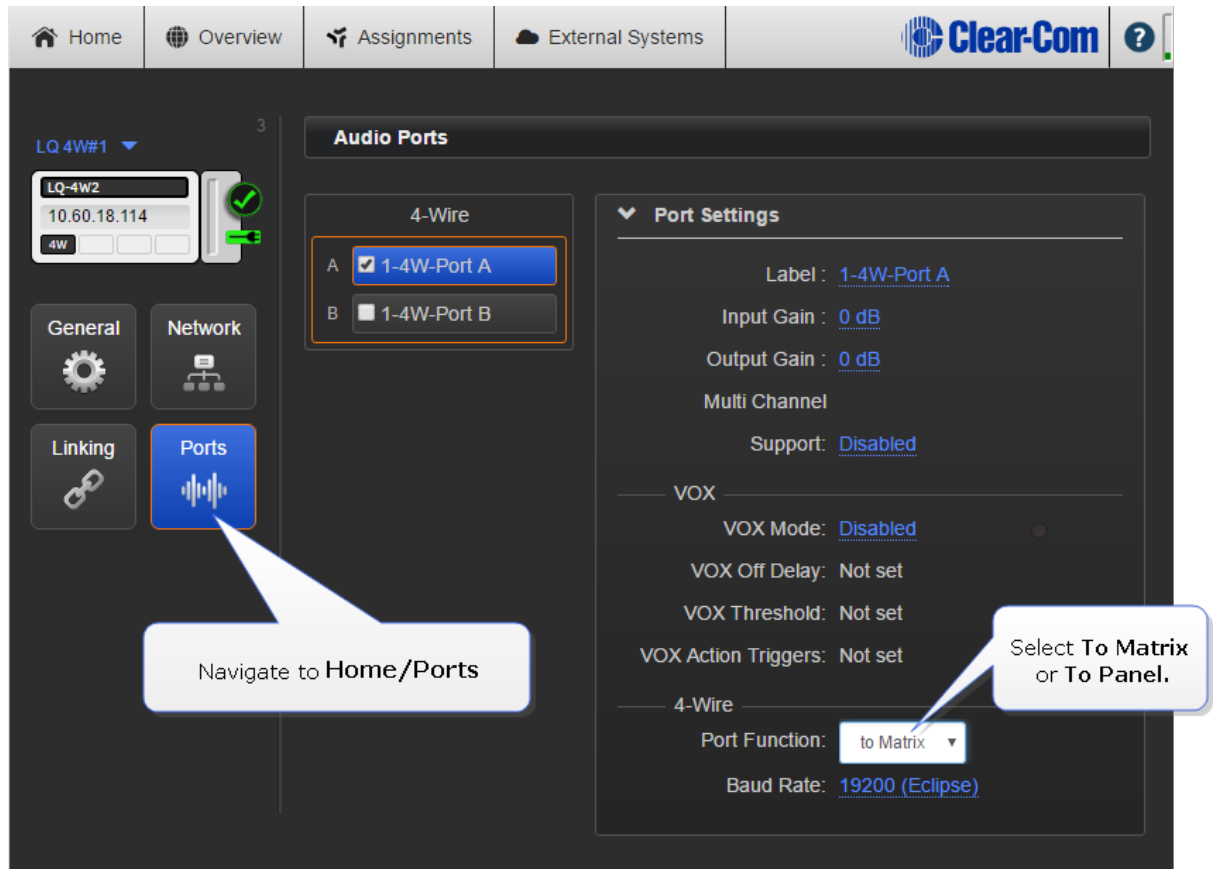 Home
Overview
Assignments
External Systems
Clear-Com
?
3
LQ 4W#1
LQ-4W2
10.60.18.114
4W
General
Network
Linking
Ports
Navigate to Home/Ports
Audio Ports
4-Wire
A 1-4W-Port A
B 1-4W-Port B
Port Settings
Label : 1-4W-Port A
Input Gain : 0 dB
Output Gain : 0 dB
Multi Channel
Support: Disabled
VOX
VOX Mode: Disabled
VOX Off Delay: Not set
VOX Threshold: Not set
VOX Action Triggers: Not set
4-Wire
Port Function: to Matrix
Baud Rate: 19200 (Eclipse)
Select To Matrix
or To Panel.